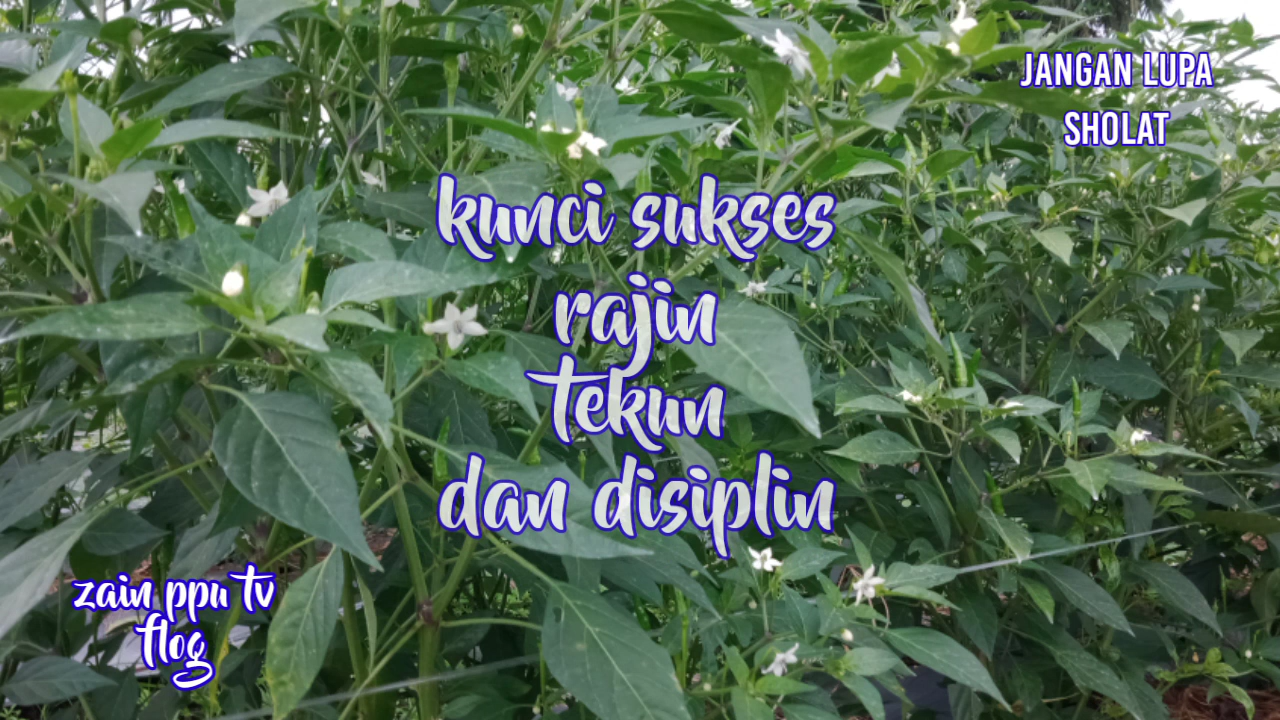 JANGAN LUPA
SHOLAT
kunci sukses
rajin
tekun
dan disiplin
zain ppu tv
flog